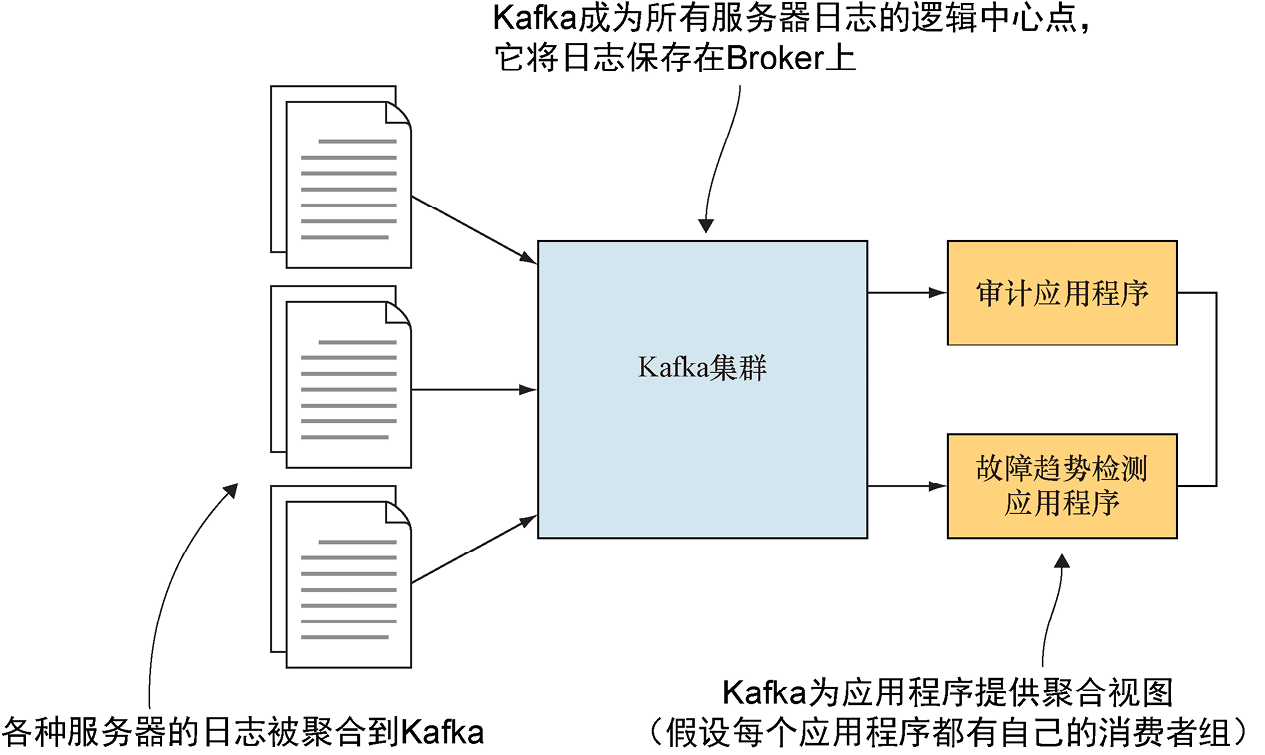 Kafka成为所有服务器日志的逻辑中心点，
它将日志保存在Broker上
Kafka集群
审计应用程序
故障趋势检测
应用程序
各种服务器的日志被聚合到Kafka
Kafka为应用程序提供聚合视图
（假设每个应用程序都有自己的消费者组）